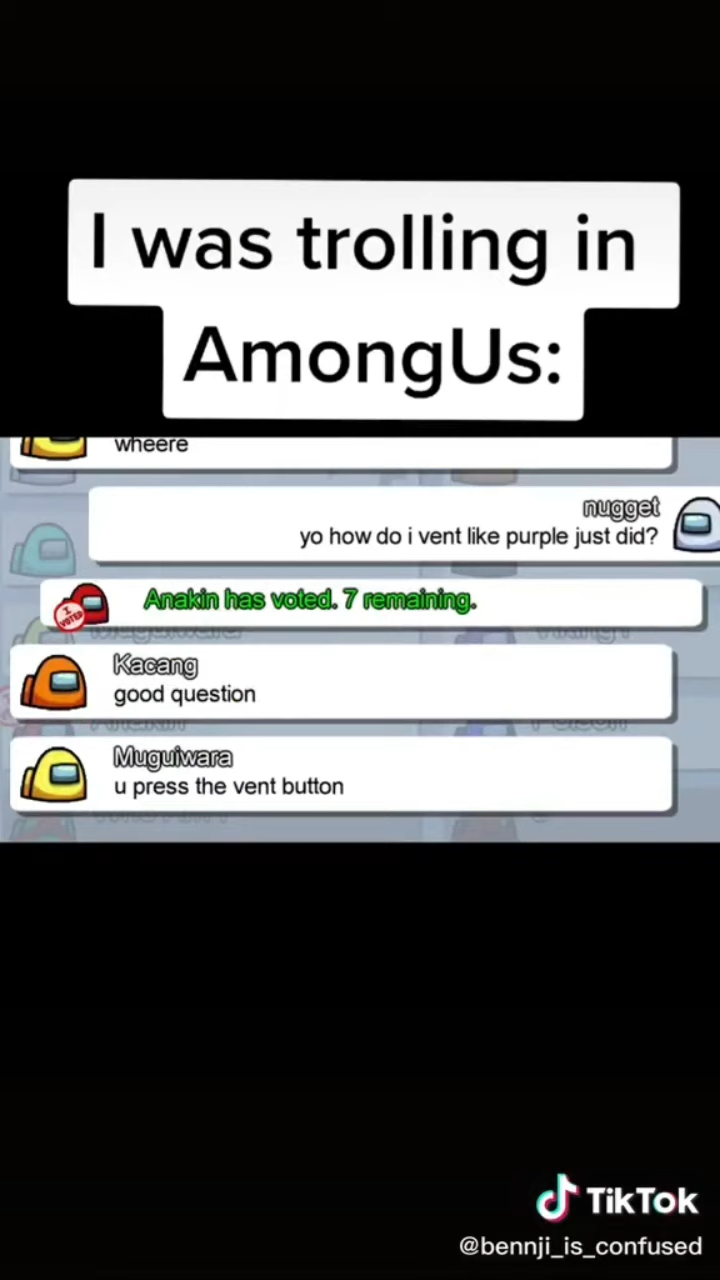 I was trolling in
AmongUs:
wheere
nugget
yo how do i vent like purple just did?
I VOTED
Anakin has voted. 7 remaining.
Kacang
good question
Muguiwara
u press the vent button
TikTok
@bennji_is_confused